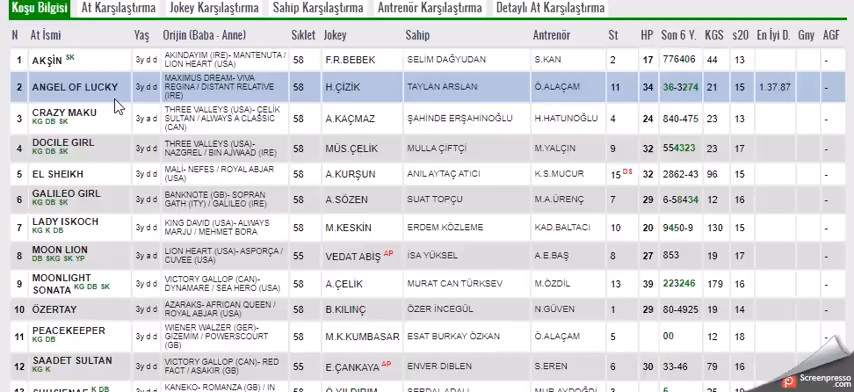 Koşu Bilgisi At Karşılaştırma Jokey Karşılaştırma Sahip Karşılaştırma Antrenör Karşılaştırma Detaylı At Karşılaştırma
N At İsmi Yaş Orijin (Baba - Anne) Sıklet Jokey Sahip Antrenör St HP Son 6 Y. KGS s20 En İyi D. Gny AGF
1 AKŞİN SK 3y d d AKINDAYIM (IRE)- MANTENUTA / LION HEART (USA) 58 F.R.BEBEK SELİM DAĞYUDAN S.KAN 2 17 776406 44 13 -
2 ANGEL OF LUCKY 3y d d MAXIMUS DREAM- VIVA REGINA / DISTANT RELATIVE (IRE) 58 H.ÇİZİK TAYLAN ARSLAN Ö.ALAÇAM 11 34 36-3274 21 15 1.37.87 -
3 CRAZY MAKU KG DB SK 3y a d THREE VALLEYS (USA)- ÇELİK SULTAN / ALWAYS A CLASSIC (CAN) 58 A.KAÇMAZ ŞAHİNDE ERŞAHİNOĞLU H.HATUNOĞLU 4 24 840-475 23 13 -
4 DOCILE GIRL KG DB SK 3y d d THREE VALLEYS (USA)- NAZGREL / BIN AJWAAD (IRE) 58 MÜS.ÇELİK MULLA ÇİFTÇİ M.YALÇIN 9 32 554323 23 17 -
5 EL SHEIKH 3y d d MALİ- NEFES / ROYAL ABJAR (USA) 58 A.KURŞUN ANIL AYTAÇ ATICI K.S.MUCUR 15 DS 32 2862-43 96 15 -
6 GALILEO GIRL KG DB SK 3y d d BANKNOTE (GB)- SOPRAN GATH (ITY) / GALILEO (IRE) 58 A.SÖZEN SUAT TOPÇU M.A.ÜRENÇ 7 29 6-58434 12 16 -
7 LADY ISKOCH KG K DB 3y d d KING DAVID (USA)- ALWAYS MARJU / MEHMET BORA 58 M.KESKİN ERDEM KÖZLEME KAD.BALTACI 10 20 9450-9 130 15 -
8 MOON LION DB SKG SK YP 3y a d LION HEART (USA)- ASPORÇA / CUVEE (USA) 55 VEDAT ABİŞ AP İSA YÜKSEL A.E.BAŞ 8 27 853 19 17 -
9 MOONLIGHT SONATA KG DB SK 3y d d VICTORY GALLOP (CAN)- DYNAMERE / SEA HERO (USA) 58 A.ÇELİK MURAT CAN TÜRKSEV M.ÖZDİL 13 39 223246 179 16 -
10 ÖZERTAY 3y d d AZARAKS- AFRICAN QUEEN / ROYAL ABJAR (USA) 58 B.KILINÇ ÖZER İNCEGÜL N.GÜVEN 1 29 80-4925 14 14 -
11 PEACEKEEPER KG DB 3y d d WIENER WALZER (GER)- GIZEMIM / POWERSCOURT (GB) 58 M.K.KUMBASAR ESAT BURKAY ÖZKAN Ö.ALAÇAM 5 00 12 -
12 SAADET SULTAN KG K 3y d d VICTORY GALLOP (CAN)- RED FACT / ASAKIR (GB) 55 E.ÇANKAYA AP ENVER DİBLEN S.EREN 6 30 33-46 79 16
KANEKO- ROMANZA (GB) / IN
Screenpresso
.com